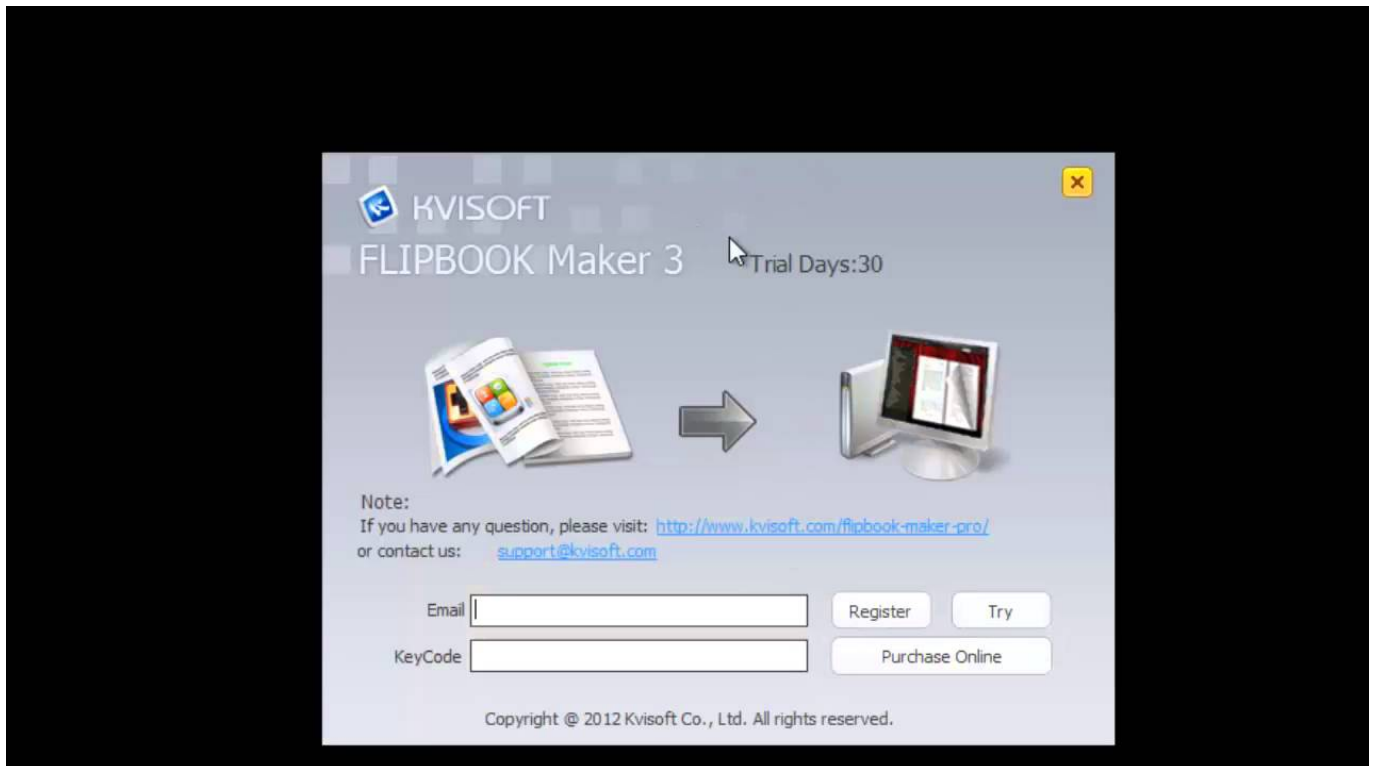 KVISOFT
FLIPBOOK Maker 3
Trial Days:30
Note:
If you have any question, please visit: http://www.kvisoft.com/flipbook-maker-pro/
or contact us: support@kvisoft.com
Email
Register
Try
KeyCode
Purchase Online
Copyright @ 2012 Kvisoft Co., Ltd. All rights reserved.